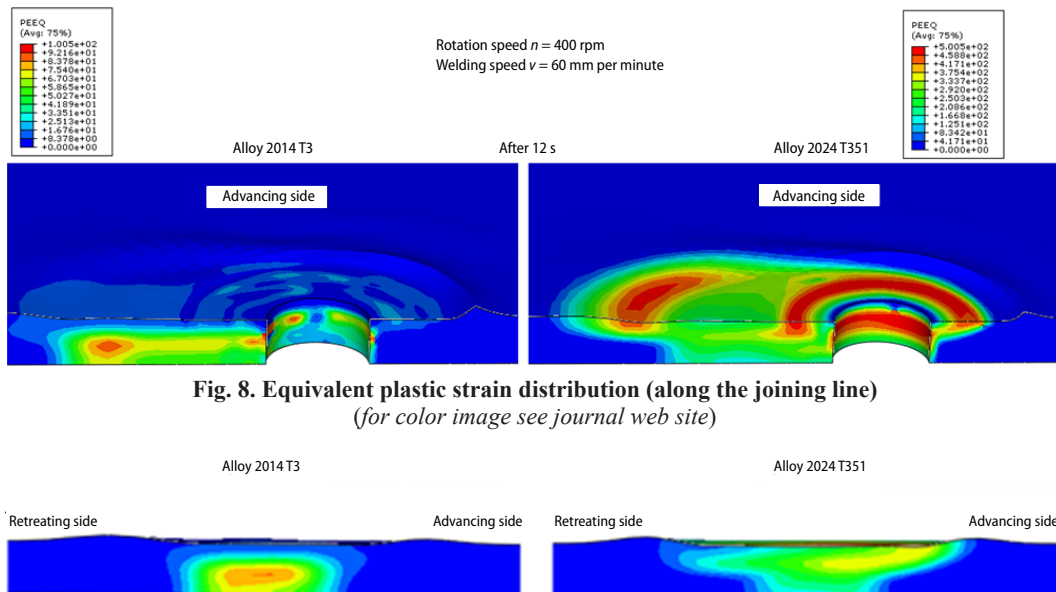 PEEQ
(Avg: 75%)
+1.005e+02
+9.216e+01
+8.378e+01
+7.540e+01
+6.703e+01
+5.865e+01
+5.027e+01
+4.189e+01
+3.351e+01
+2.513e+01
+1.676e+01
+8.378e+00
+0.000e+00
Rotation speed n = 400 rpm
Welding speed v = 60 mm per minute
PEEQ
(Avg: 75%)
+5.005e+02
+4.588e+02
+4.171e+02
+3.754e+02
+3.337e+02
+2.920e+02
+2.503e+02
+2.086e+02
+1.668e+02
+1.251e+02
+8.342e+01
+4.171e+01
+0.000e+00
Alloy 2014 T3
After 12 s
Alloy 2024 T351
Advancing side
Advancing side
Fig. 8. Equivalent plastic strain distribution (along the joining line)
(for color image see journal web site)
Alloy 2014 T3
Alloy 2024 T351
Retreating side
Advancing side
Retreating side
Advancing side